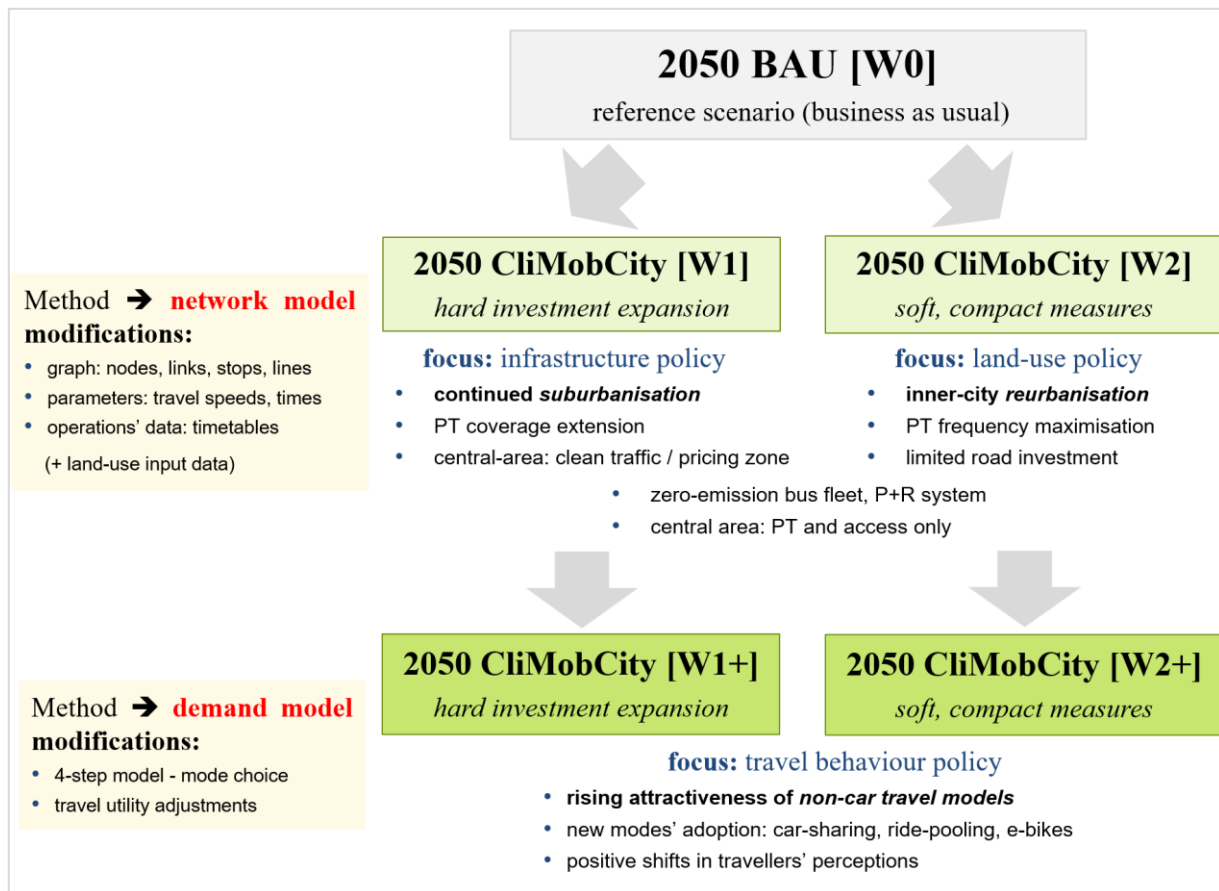 2050 BAU [W0]
reference scenario (business as usual)
2050 CliMobCity [W1]
hard investment expansion
2050 CliMobCity [W2]
soft, compact measures
Method ➔ network model
modifications:
• graph: nodes, links, stops, lines
• parameters: travel speeds, times
• operations' data: timetables
(+ land-use input data)
focus: infrastructure policy
• continued suburbanisation
• PT coverage extension
• central-area: clean traffic / pricing zone
focus: land-use policy
• inner-city reurbanisation
• PT frequency maximisation
• limited road investment
• zero-emission bus fleet, P+R system
• central area: PT and access only
2050 CliMobCity [W1+]
hard investment expansion
2050 CliMobCity [W2+]
soft, compact measures
Method ➔ demand model
modifications:
• 4-step model - mode choice
• travel utility adjustments
focus: travel behaviour policy
• rising attractiveness of non-car travel models
• new modes' adoption: car-sharing, ride-pooling, e-bikes
• positive shifts in travellers' perceptions